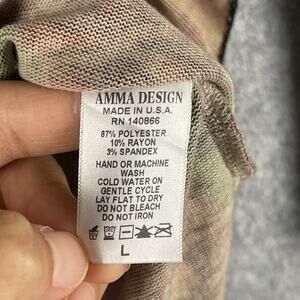 AMMA DESIGN
MADE IN U.S.A.
RN 140866
87% POLYESTER
10% RAYON
3% SPANDEX
HAND OR MACHINE
WASH
COLD WATER ON
GENTLE CYCLE
LAY FLAT TO DRY
DO NOT BLEACH
DO NOT IRON
L